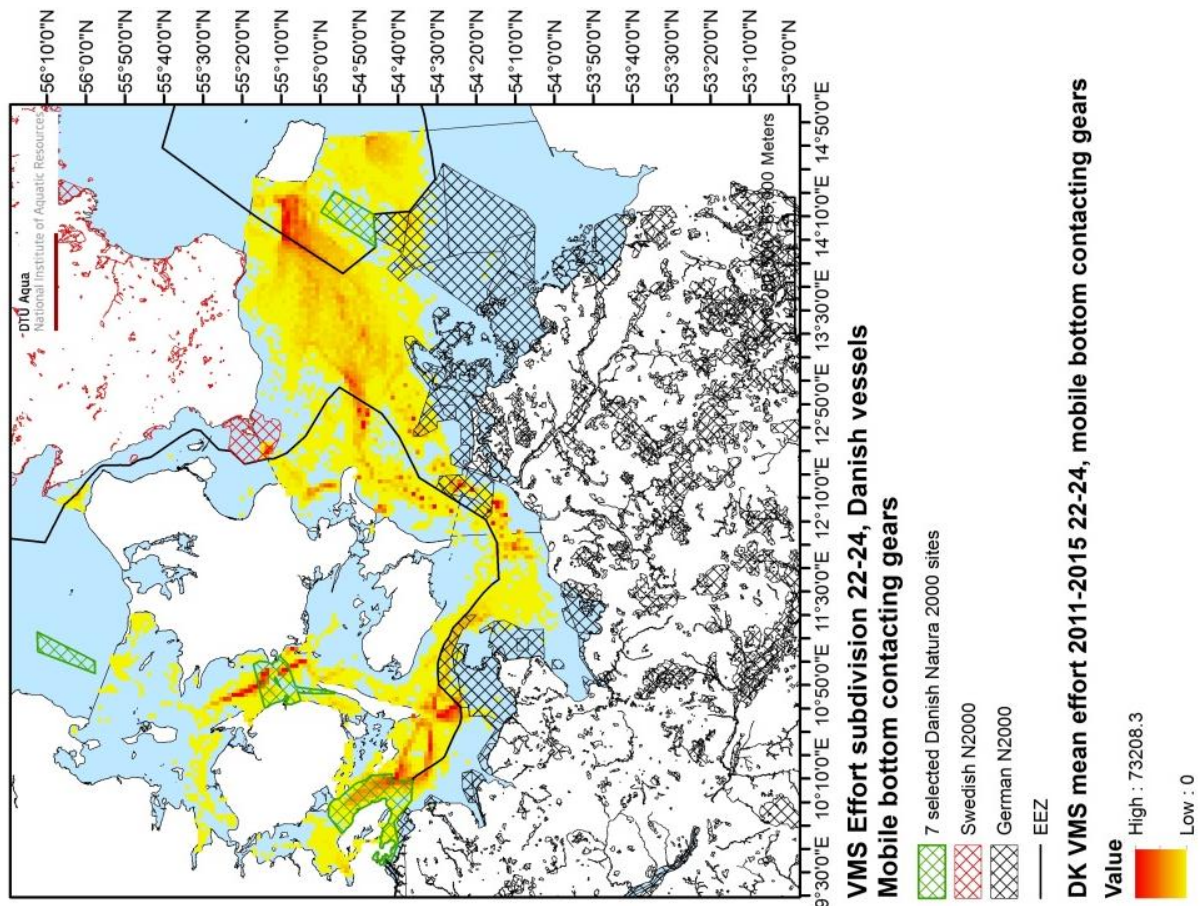 DTU Aqua
National Institute of Aquatic Resources
56°10'0"N
56°0'0"N
55°50'0"N
55°40'0"N
55°30'0"N
55°20'0"N
55°10'0"N
55°0'0"N
54°50'0"N
54°40'0"N
54°30'0"N
54°20'0"N
54°10'0"N
54°0'0"N
53°50'0"N
53°40'0"N
53°30'0"N
53°20'0"N
53°10'0"N
53°0'0"N
Meters
9°30'0"E 10°10'0"E 10°50'0"E 11°30'0"E 12°10'0"E 12°50'0"E 13°30'0"E 14°10'0"E 14°50'0"E
VMS Effort subdivision 22-24, Danish vessels
Mobile bottom contacting gears
7 selected Danish Natura 2000 sites
Swedish N2000
German N2000
EEZ
DK VMS mean effort 2011-2015 22-24, mobile bottom contacting gears
Value
High : 73208.3
Low : 0